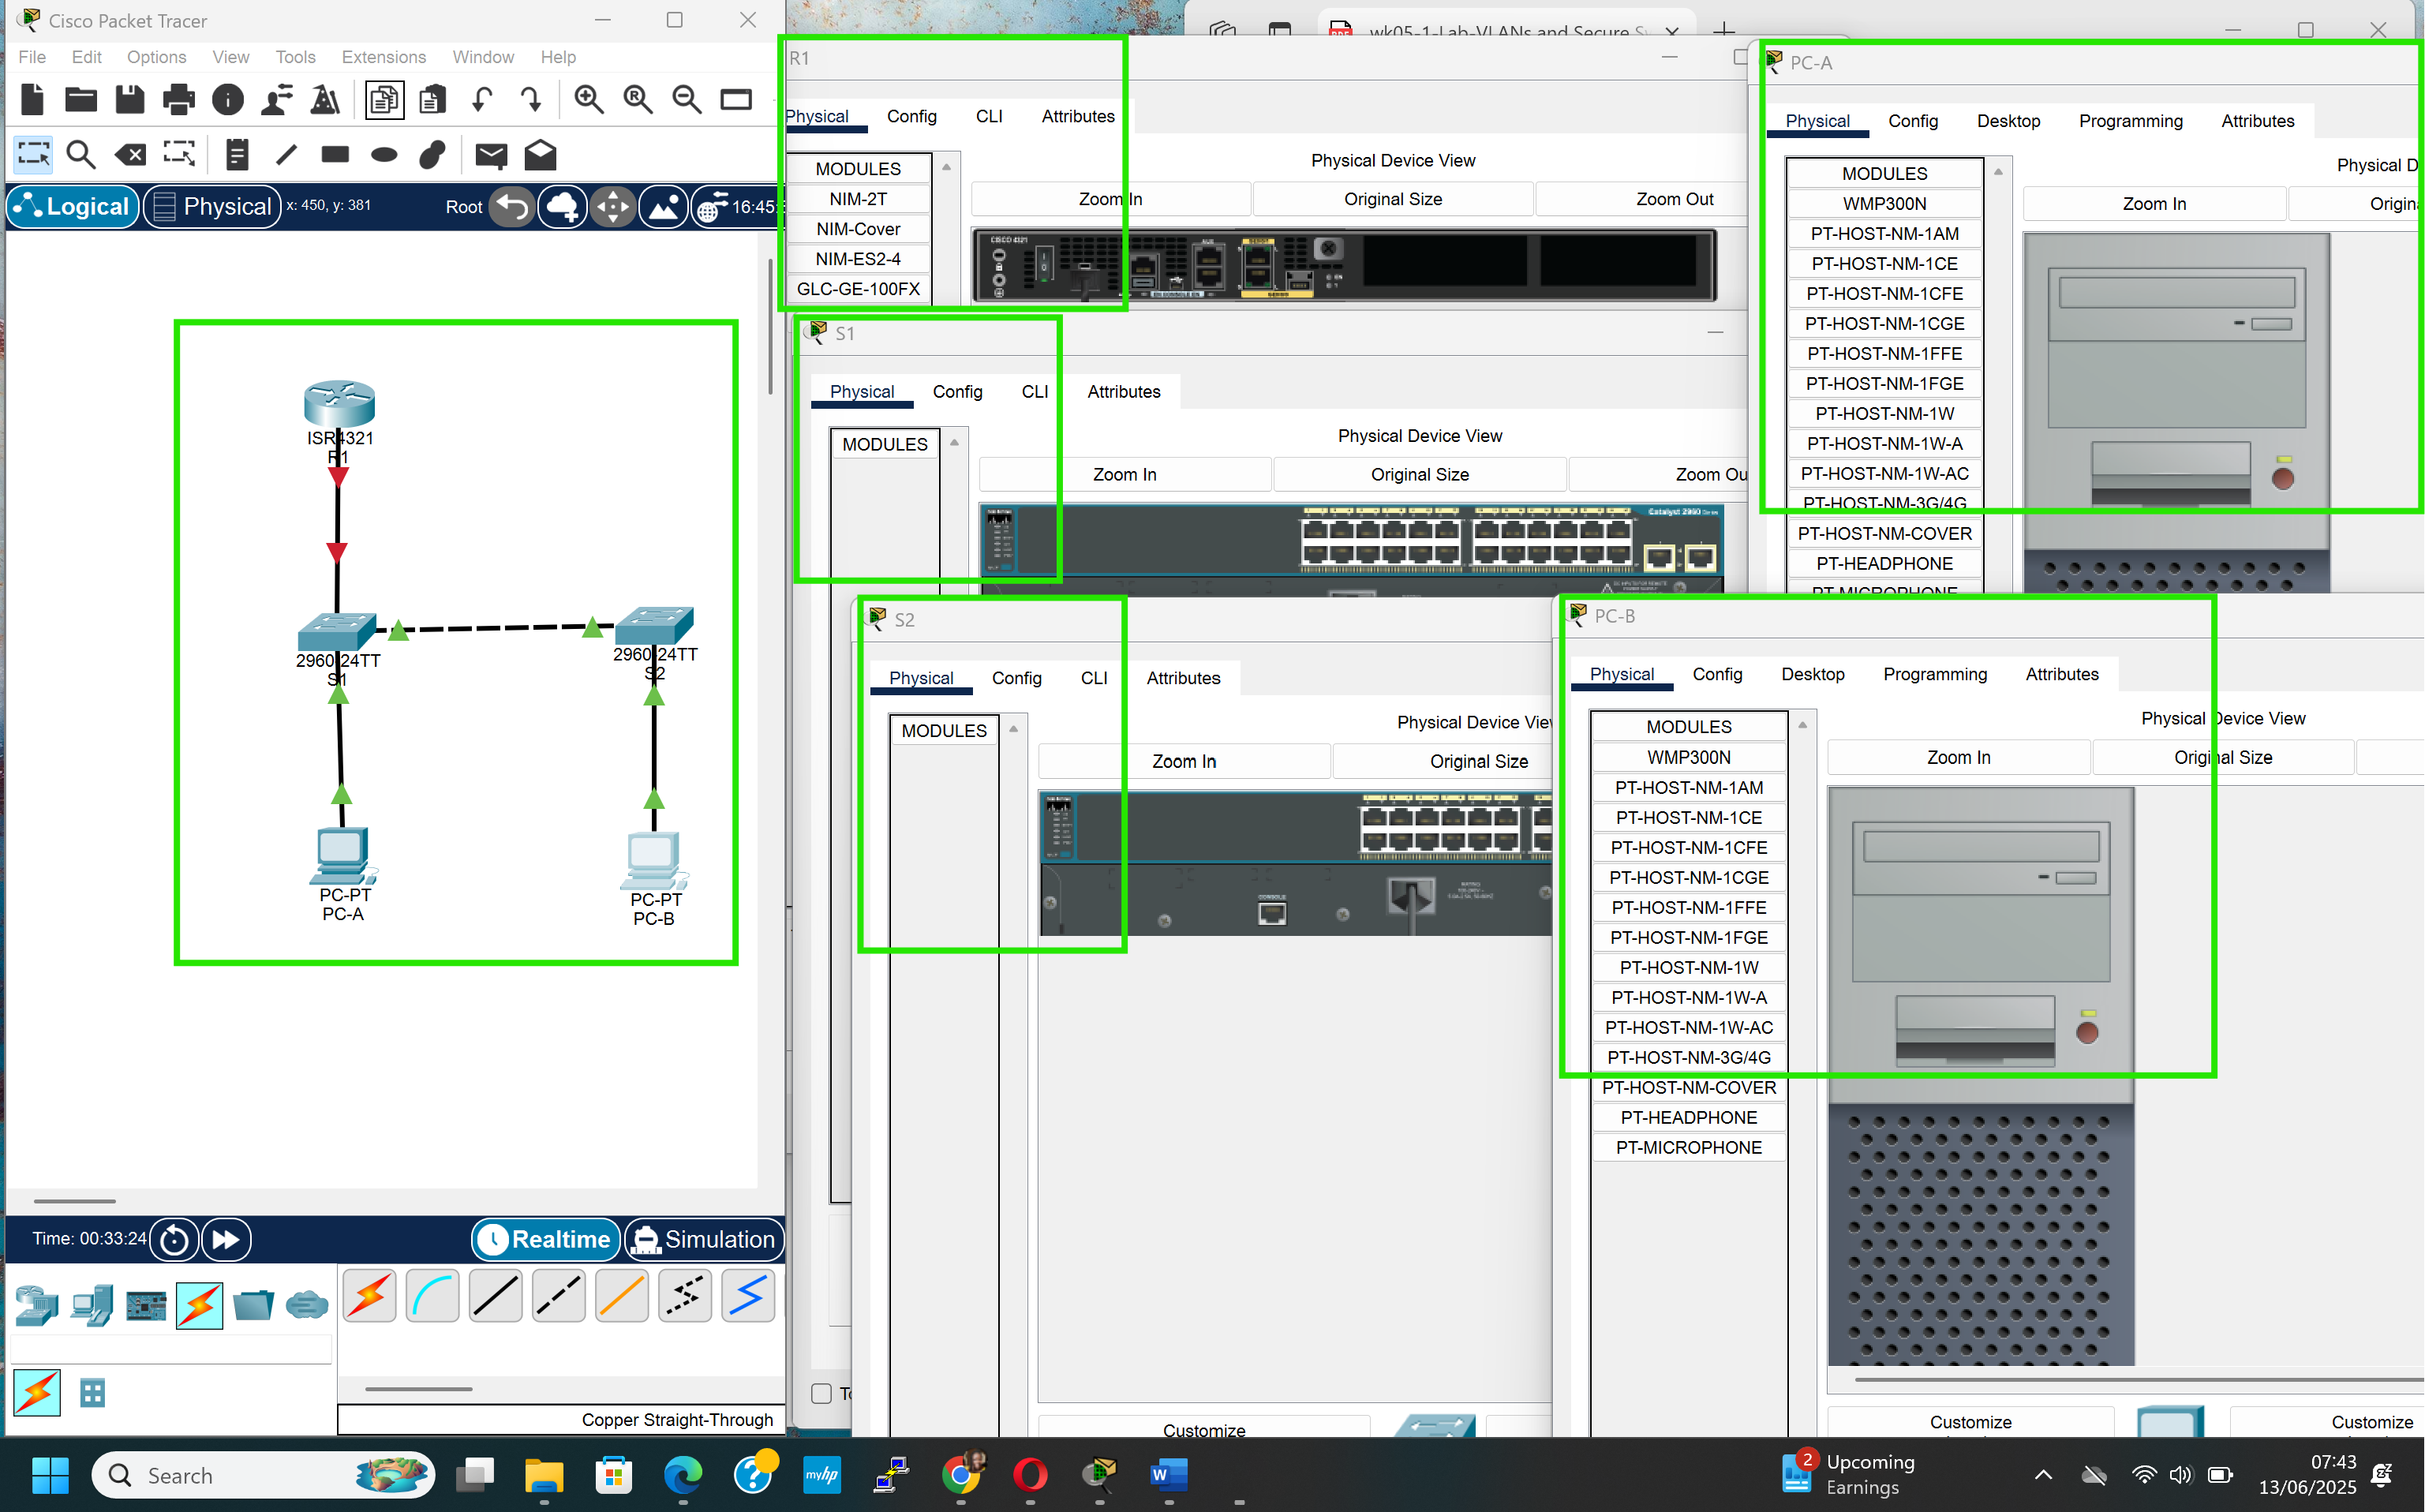 Cisco Packet Tracer
File Edit Options View Tools Extensions Window Help
Logical Physical x: 450, y: 381 Root 16:45:
ISR4321
R1
2960-24TT
S1
2960-24TT
S2
PC-PT
PC-A
PC-PT
PC-B
Time: 00:33:24
Realtime Simulation
Copper Straight-Through
wk05-1-Lab-VLANs and Secure S
R1
Physical Config CLI Attributes
MODULES
NIM-2T
NIM-Cover
NIM-ES2-4
GLC-GE-100FX
Physical Device View
Zoom In Original Size Zoom Out
CISCO 4321
S1
Physical Config CLI Attributes
MODULES
Physical Device View
Zoom In Original Size Zoom Ou
Catalyst 2960 Series
To
S2
Physical Config CLI Attributes
MODULES
Physical Device View
Zoom In Original Size
CONSOLE
Customize
PC-A
Physical Config Desktop Programming Attributes
MODULES
WMP300N
PT-HOST-NM-1AM
PT-HOST-NM-1CE
PT-HOST-NM-1CFE
PT-HOST-NM-1CGE
PT-HOST-NM-1FFE
PT-HOST-NM-1FGE
PT-HOST-NM-1W
PT-HOST-NM-1W-A
PT-HOST-NM-1W-AC
PT-HOST-NM-3G/4G
PT-HOST-NM-COVER
PT-HEADPHONE
PT-MICROPHONE
Physical D
Zoom In Origin
PC-B
Physical Config Desktop Programming Attributes
MODULES
WMP300N
PT-HOST-NM-1AM
PT-HOST-NM-1CE
PT-HOST-NM-1CFE
PT-HOST-NM-1CGE
PT-HOST-NM-1FFE
PT-HOST-NM-1FGE
PT-HOST-NM-1W
PT-HOST-NM-1W-A
PT-HOST-NM-1W-AC
PT-HOST-NM-3G/4G
PT-HOST-NM-COVER
PT-HEADPHONE
PT-MICROPHONE
Physical Device View
Zoom In Original Size
Customize Customize
Search
myhp
2
Upcoming
Earnings
07:43
13/06/2025